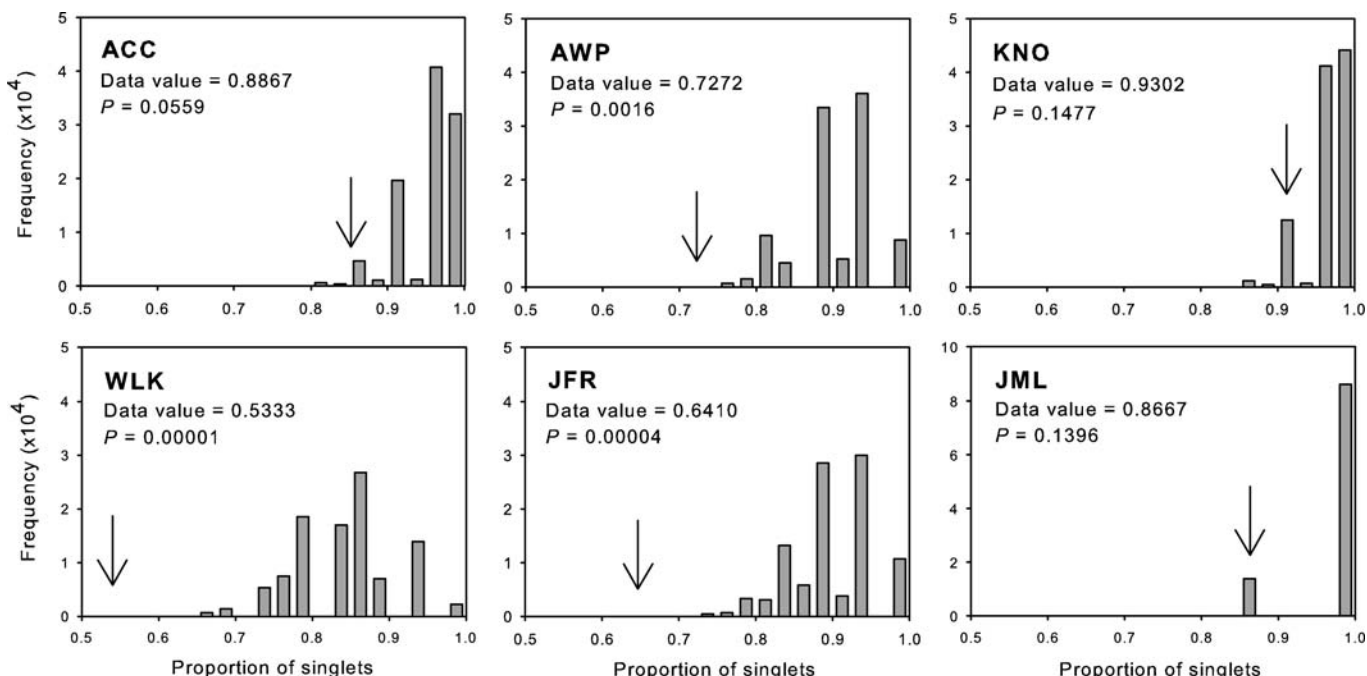 5
4
3
2
1
0
Frequency (x10^4)
ACC
Data value = 0.8867
P = 0.0559
0.5 0.6 0.7 0.8 0.9 1.0
5
4
3
2
1
0
AWP
Data value = 0.7272
P = 0.0016
0.5 0.6 0.7 0.8 0.9 1.0
5
4
3
2
1
0
KNO
Data value = 0.9302
P = 0.1477
0.5 0.6 0.7 0.8 0.9 1.0
5
4
3
2
1
0
Frequency (x10^4)
WLK
Data value = 0.5333
P = 0.00001
0.5 0.6 0.7 0.8 0.9 1.0
Proportion of singlets
5
4
3
2
1
0
JFR
Data value = 0.6410
P = 0.00004
0.5 0.6 0.7 0.8 0.9 1.0
Proportion of singlets
10
8
6
4
2
0
JML
Data value = 0.8667
P = 0.1396
0.5 0.6 0.7 0.8 0.9 1.0
Proportion of singlets